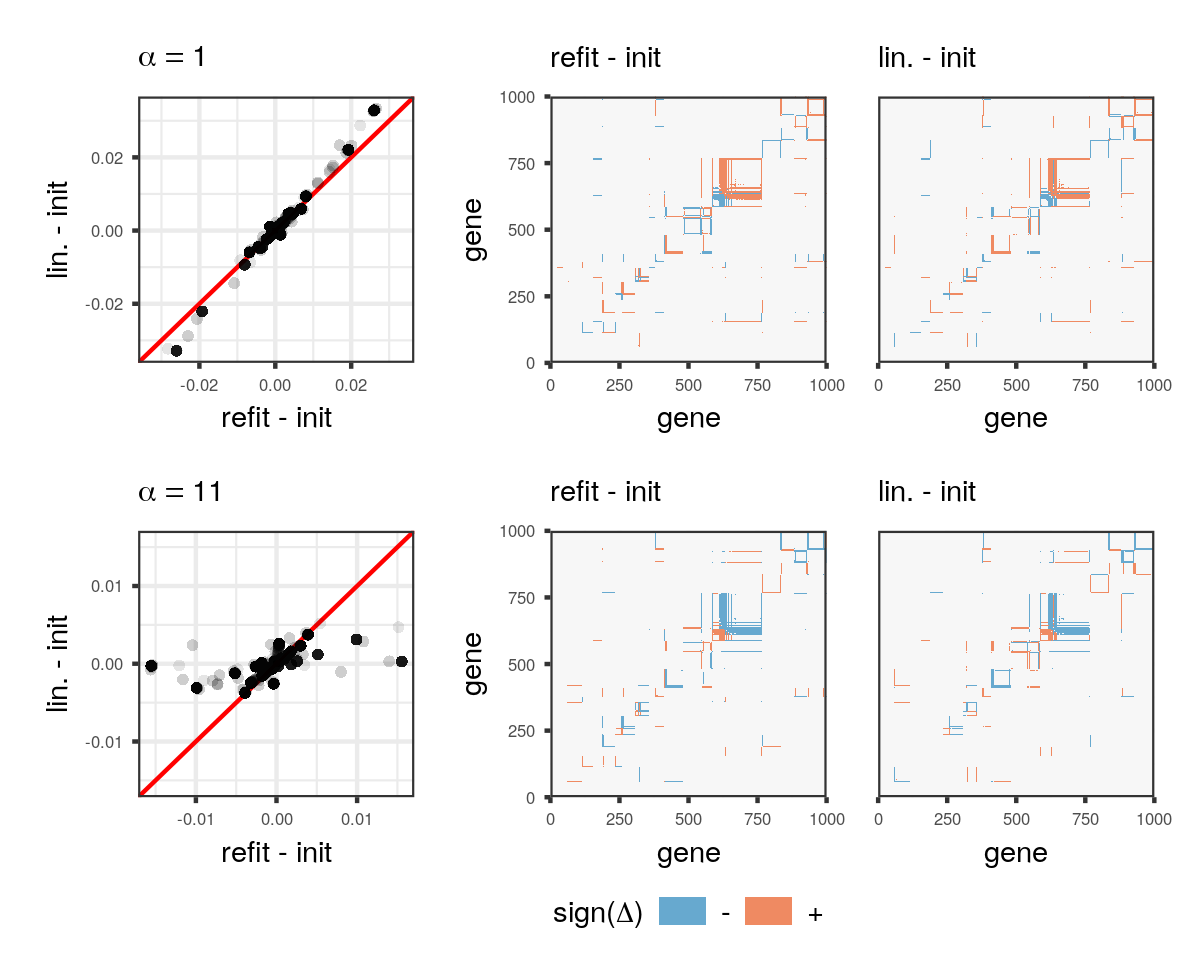 α = 1
refit - init
lin. - init
lin. - init
0.02
0.00
-0.02
-0.02
0.00
0.02
refit - init
gene
1000
750
500
250
0
0
250
500
750
1000
gene
0
250
500
750
1000
gene
α = 11
refit - init
lin. - init
lin. - init
0.01
0.00
-0.01
-0.01
0.00
0.01
refit - init
gene
1000
750
500
250
0
0
250
500
750
1000
gene
0
250
500
750
1000
gene
sign(Δ) - +